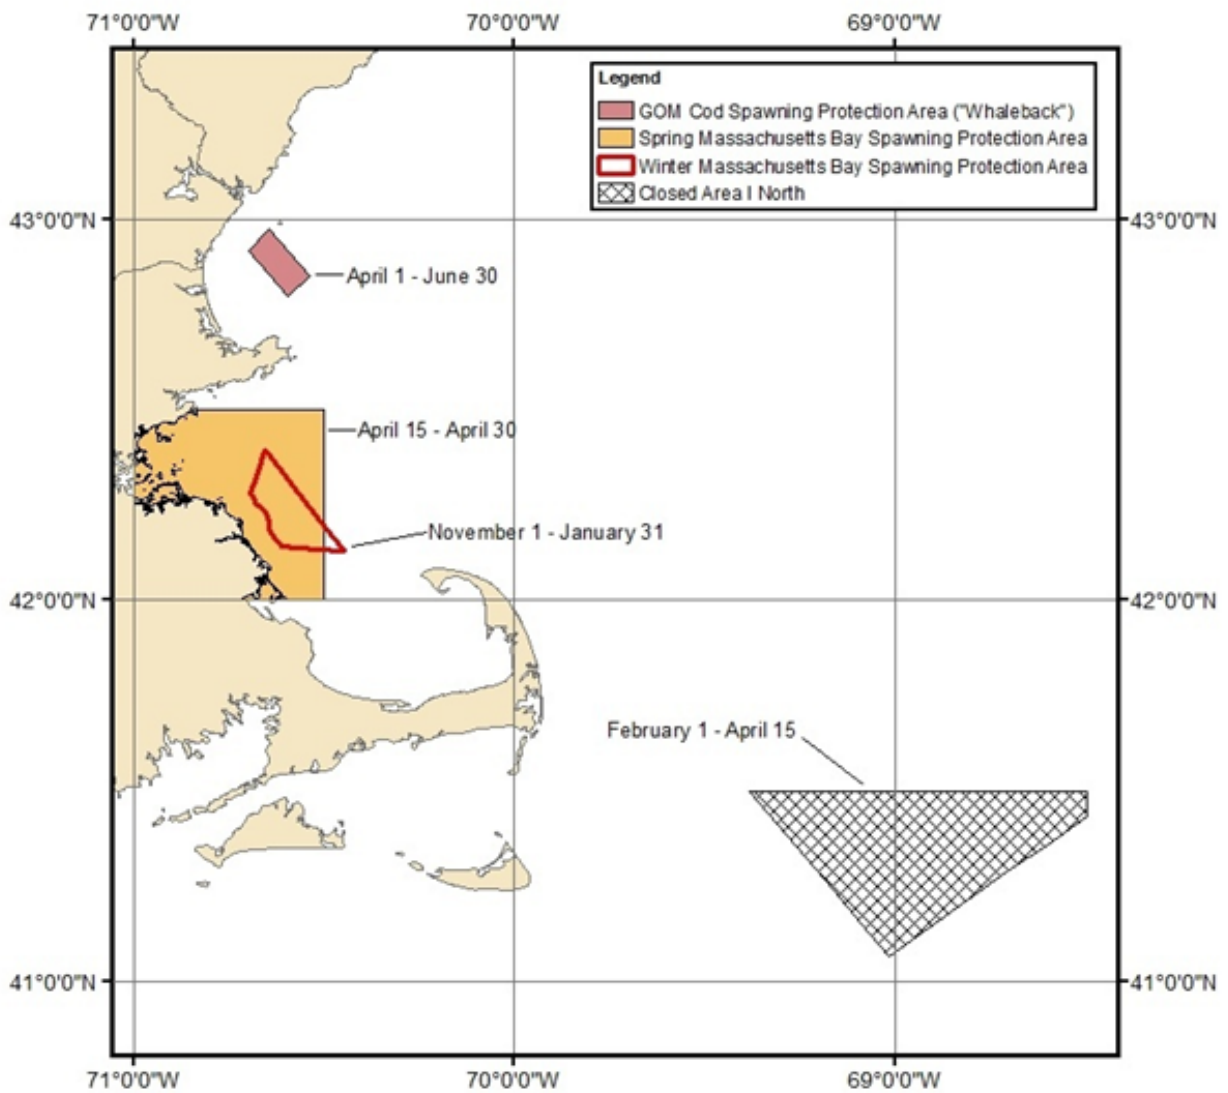 71°0'0"W 70°0'0"W 69°0'0"W
Legend
GOM Cod Spawning Protection Area ("Whaleback")
Spring Massachusetts Bay Spawning Protection Area
Winter Massachusetts Bay Spawning Protection Area
Closed Area I North
43°0'0"N 43°0'0"N
April 1 - June 30
April 15 - April 30
November 1 - January 31
42°0'0"N 42°0'0"N
February 1 - April 15
41°0'0"N 41°0'0"N
71°0'0"W 70°0'0"W 69°0'0"W